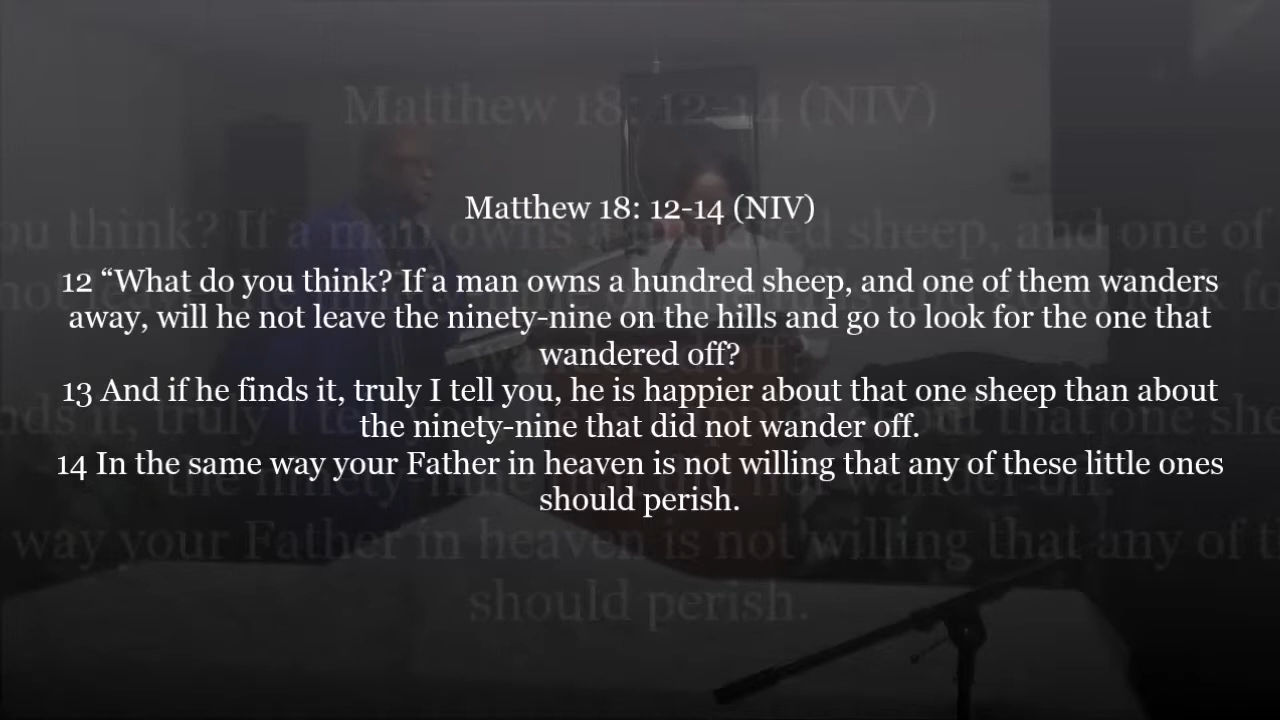 Matthew 18: 12-14 (NIV)
12 “What do you think? If a man owns a hundred sheep, and one of them wanders
away, will he not leave the ninety-nine on the hills and go to look for the one that
wandered off?
13 And if he finds it, truly I tell you, he is happier about that one sheep than about
the ninety-nine that did not wander off.
14 In the same way your Father in heaven is not willing that any of these little ones
should perish.